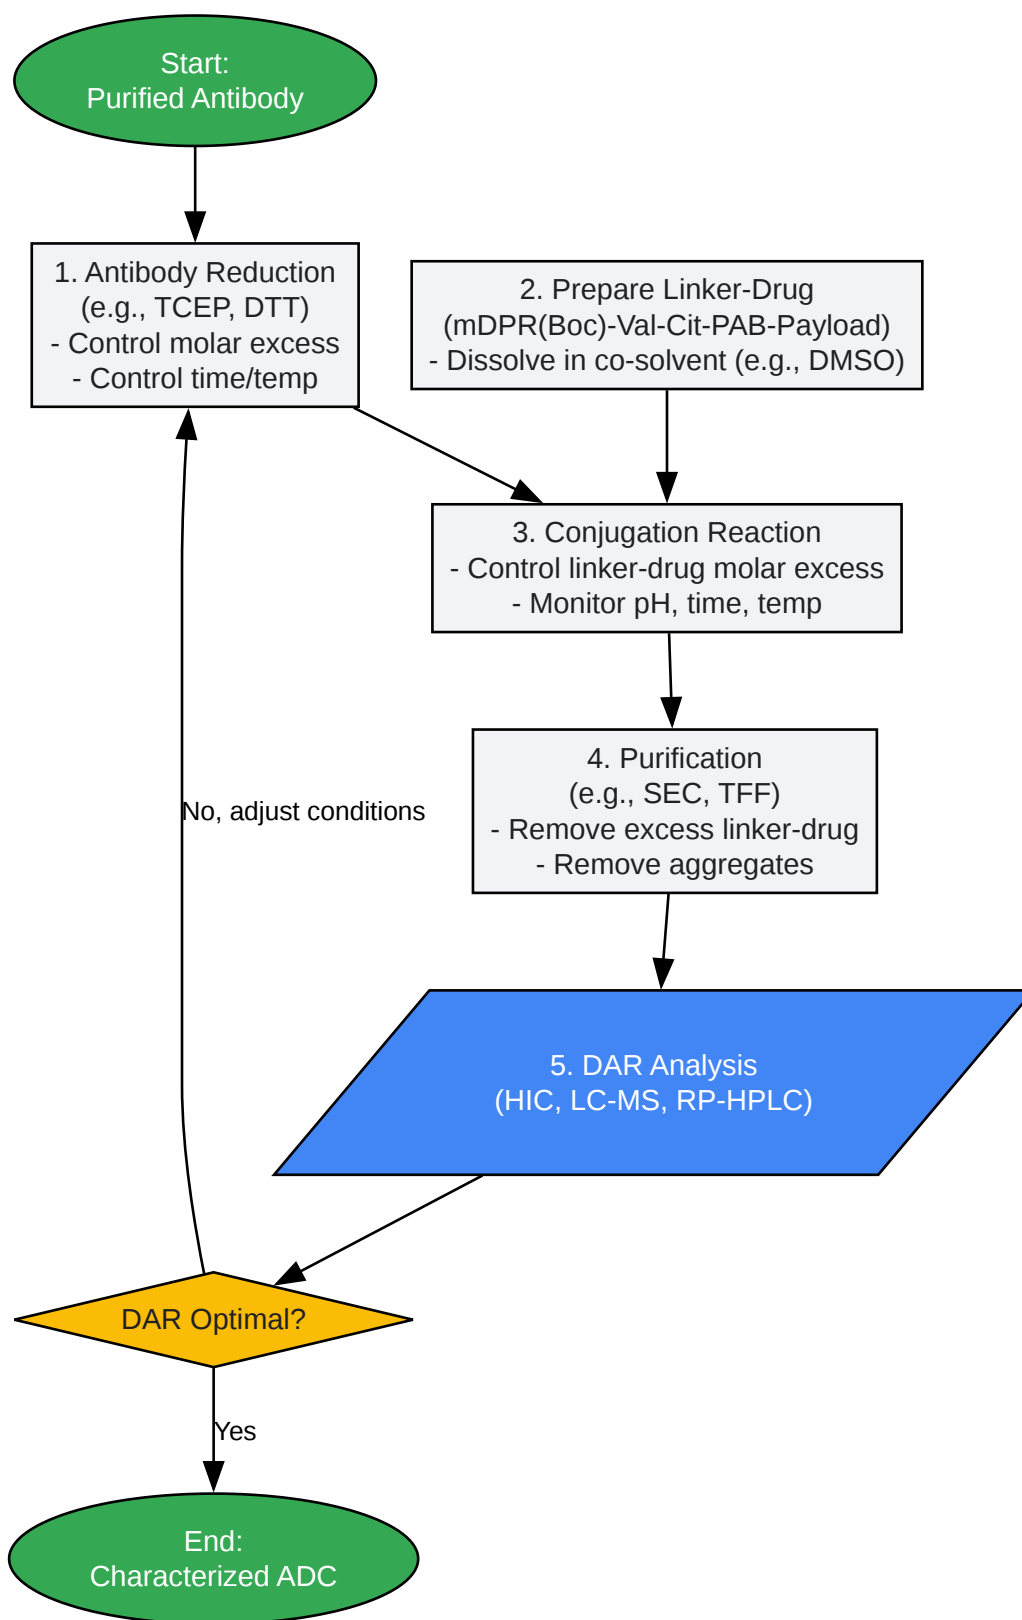 Start:
Purified Antibody
1. Antibody Reduction
(e.g., TCEP, DTT)
- Control molar excess
- Control time/temp
2. Prepare Linker-Drug
(mDPR(Boc)-Val-Cit-PAB-Payload)
- Dissolve in co-solvent (e.g., DMSO)
3. Conjugation Reaction
- Control linker-drug molar excess
- Monitor pH, time, temp
4. Purification
(e.g., SEC, TFF)
- Remove excess linker-drug
- Remove aggregates
No, adjust conditions
5. DAR Analysis
(HIC, LC-MS, RP-HPLC)
DAR Optimal?
Yes
End:
Characterized ADC